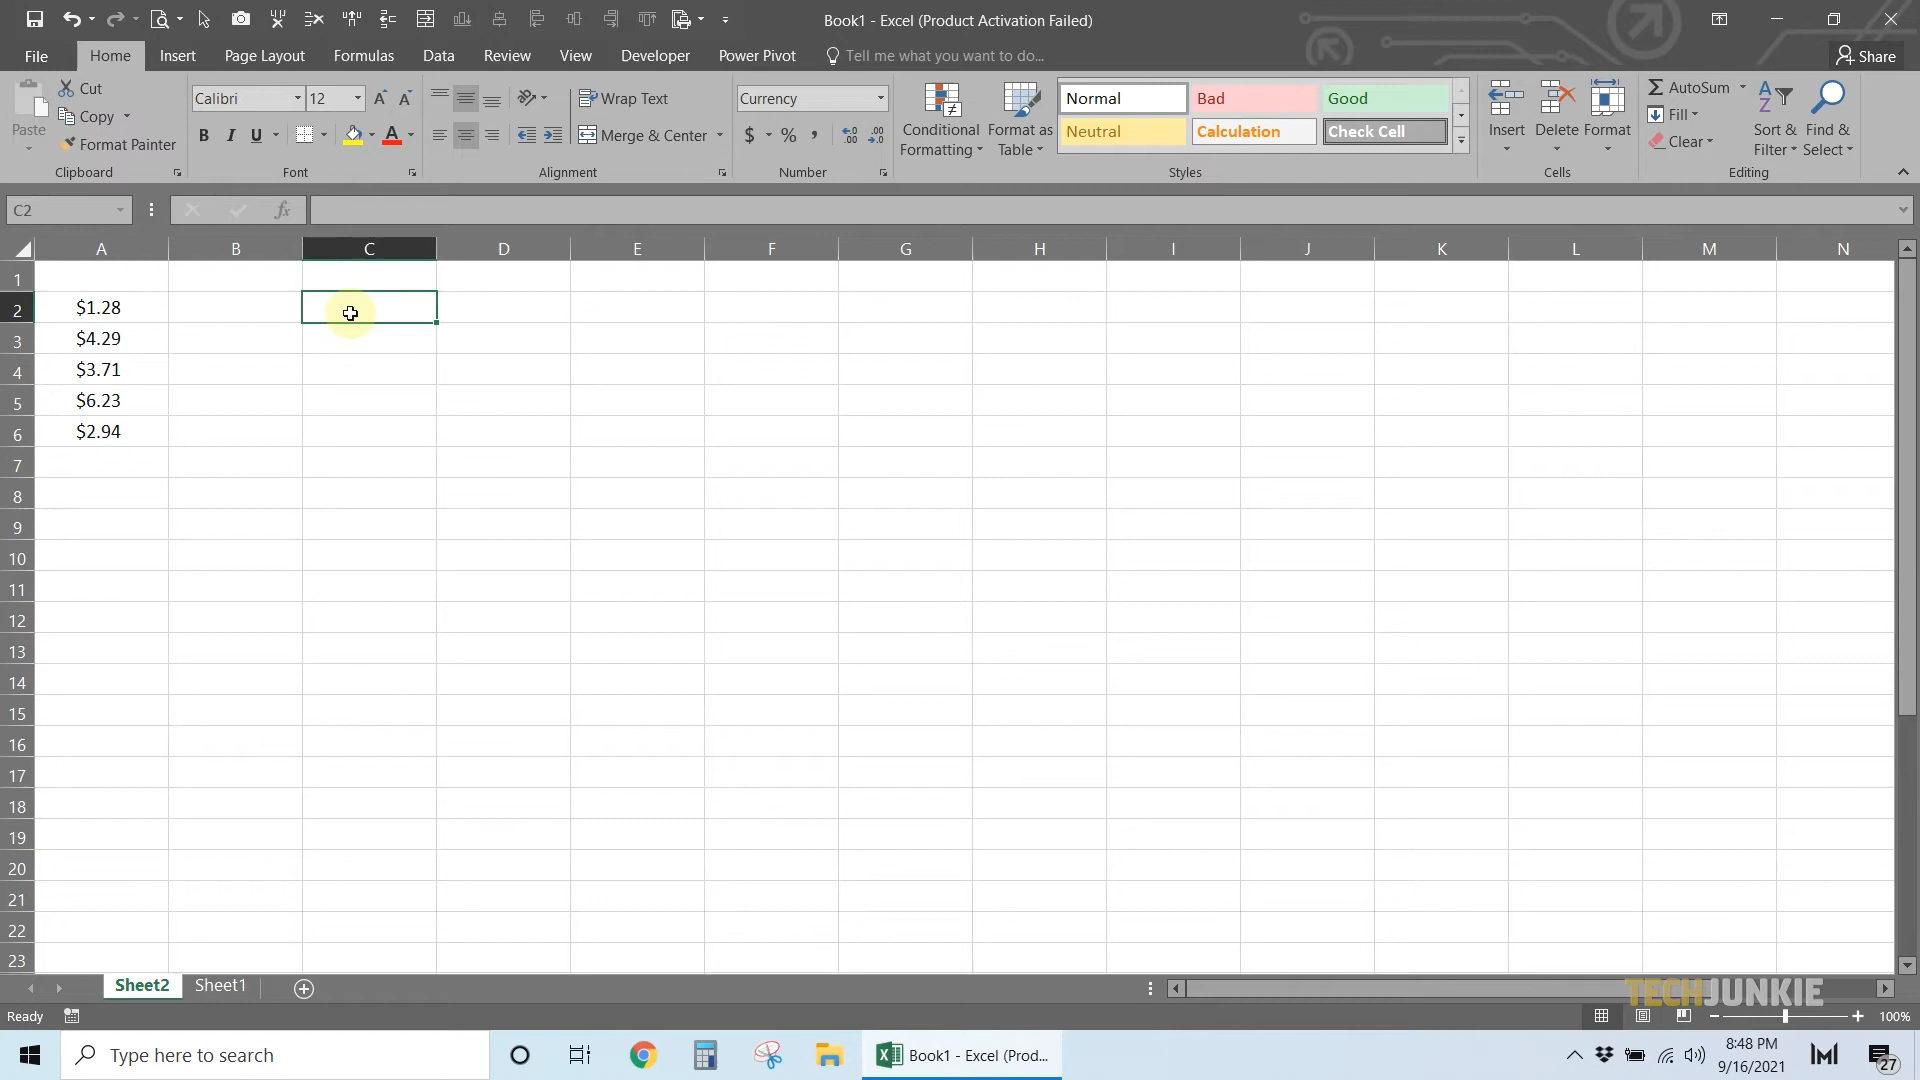 Book1 - Excel (Product Activation Failed)
File Home Insert Page Layout Formulas Data Review View Developer Power Pivot Tell me what you want to do... Share
Paste
Cut
Copy
Format Painter
Clipboard
Calibri 12
B I U
Font
Wrap Text
Merge & Center
Alignment
Currency
$ % ,
Number
Conditional Formatting
Format as Table
Normal Bad Good
Neutral Calculation Check Cell
Styles
Insert Delete Format
Cells
AutoSum
Fill
Clear
Sort & Filter
Find & Select
Editing
C2 fx
A B C D E F G H I J K L M N
1
2 $1.28
3 $4.29
4 $3.71
5 $6.23
6 $2.94
7
8
9
10
11
12
13
14
15
16
17
18
19
20
21
22
23
Sheet2 Sheet1
TECHJUNKIE
Ready 100%
Type here to search
Book1 - Excel (Prod...
8:48 PM
9/16/2021
27